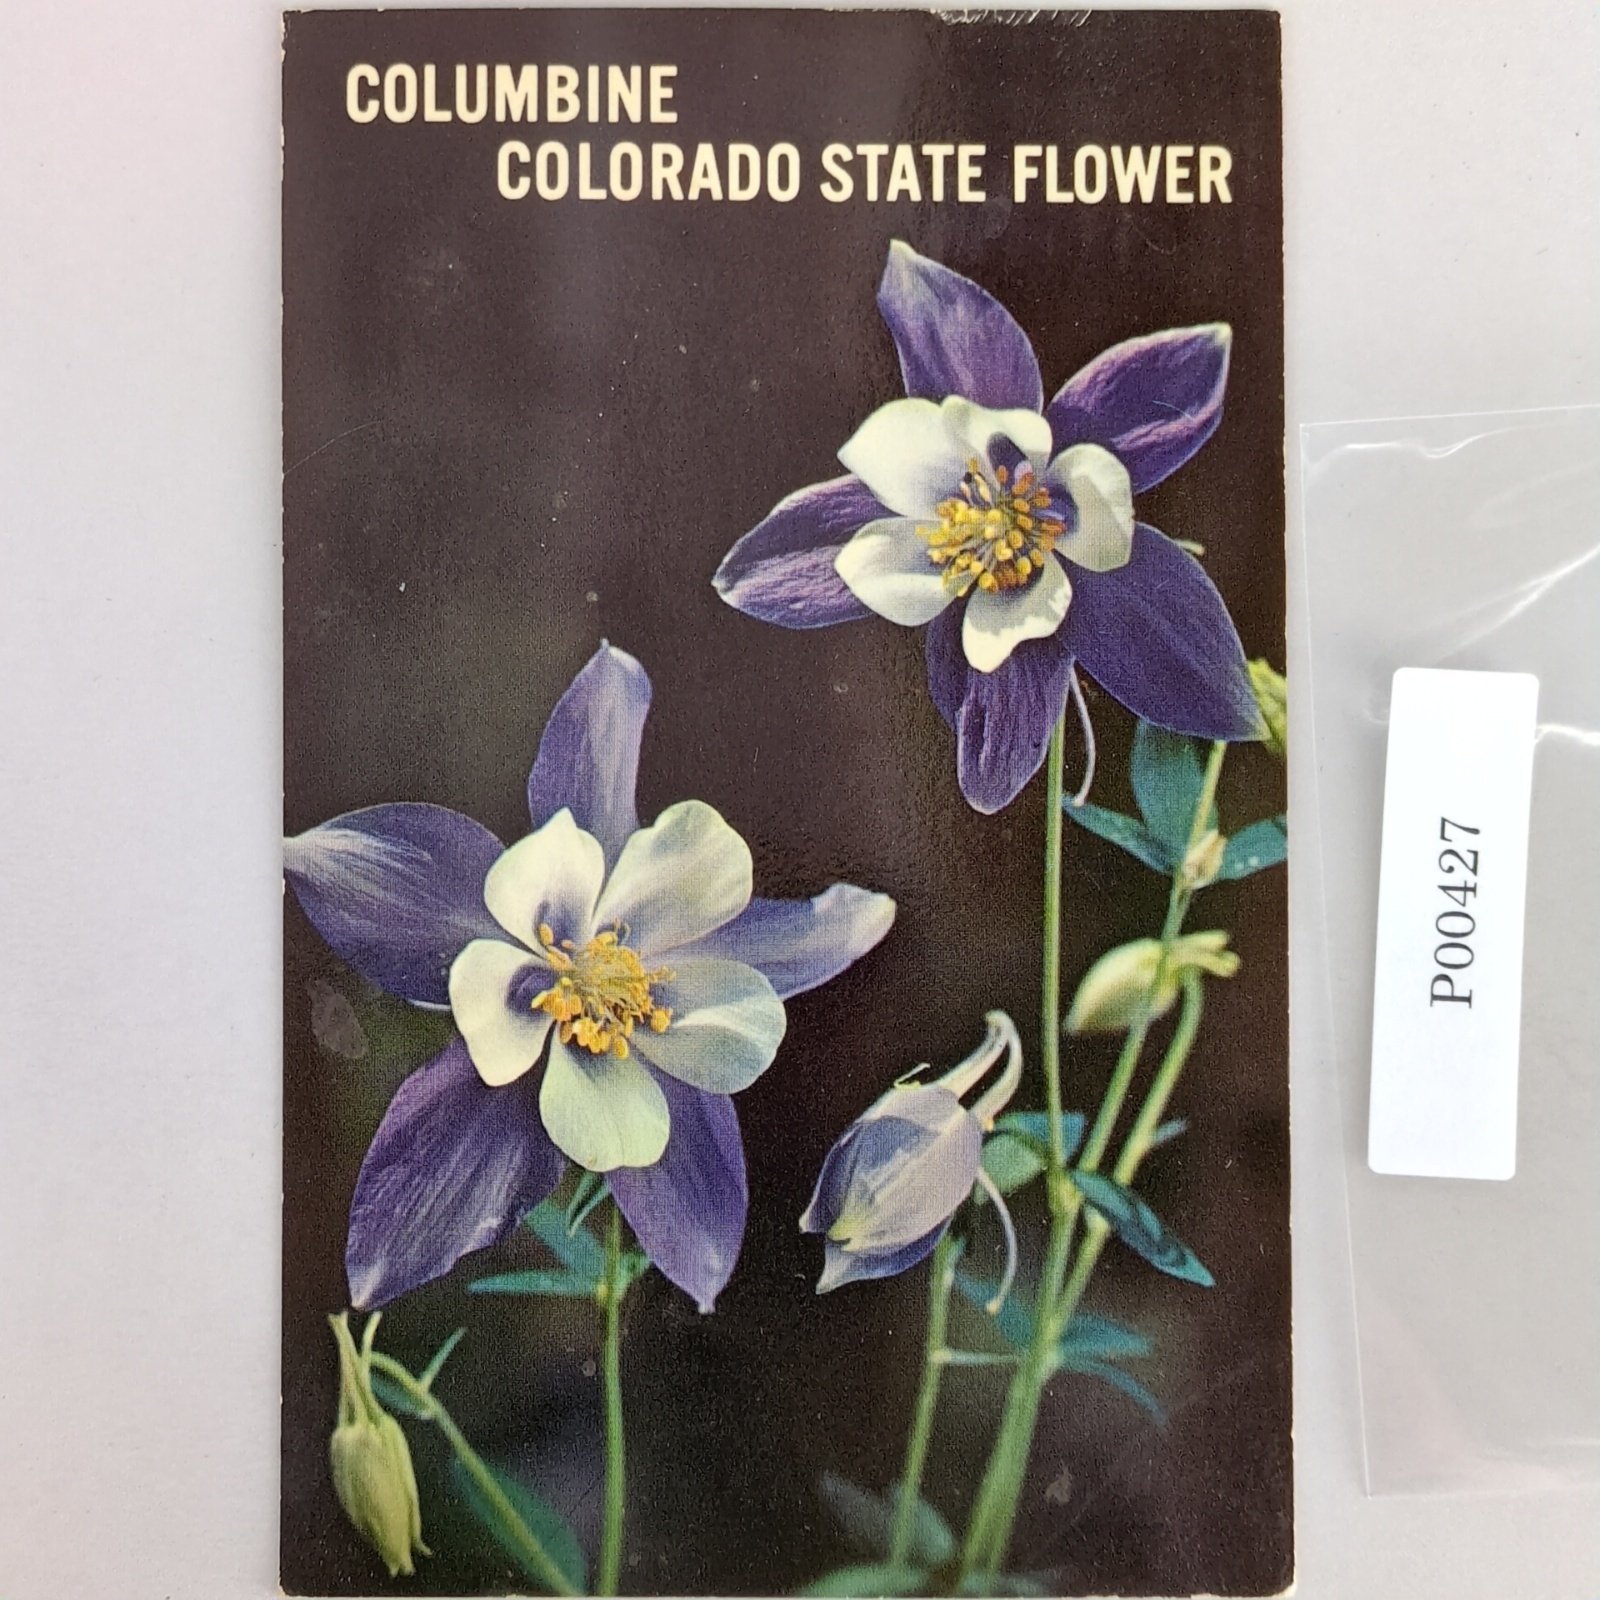 COLUMBINE
COLORADO STATE FLOWER
P00427